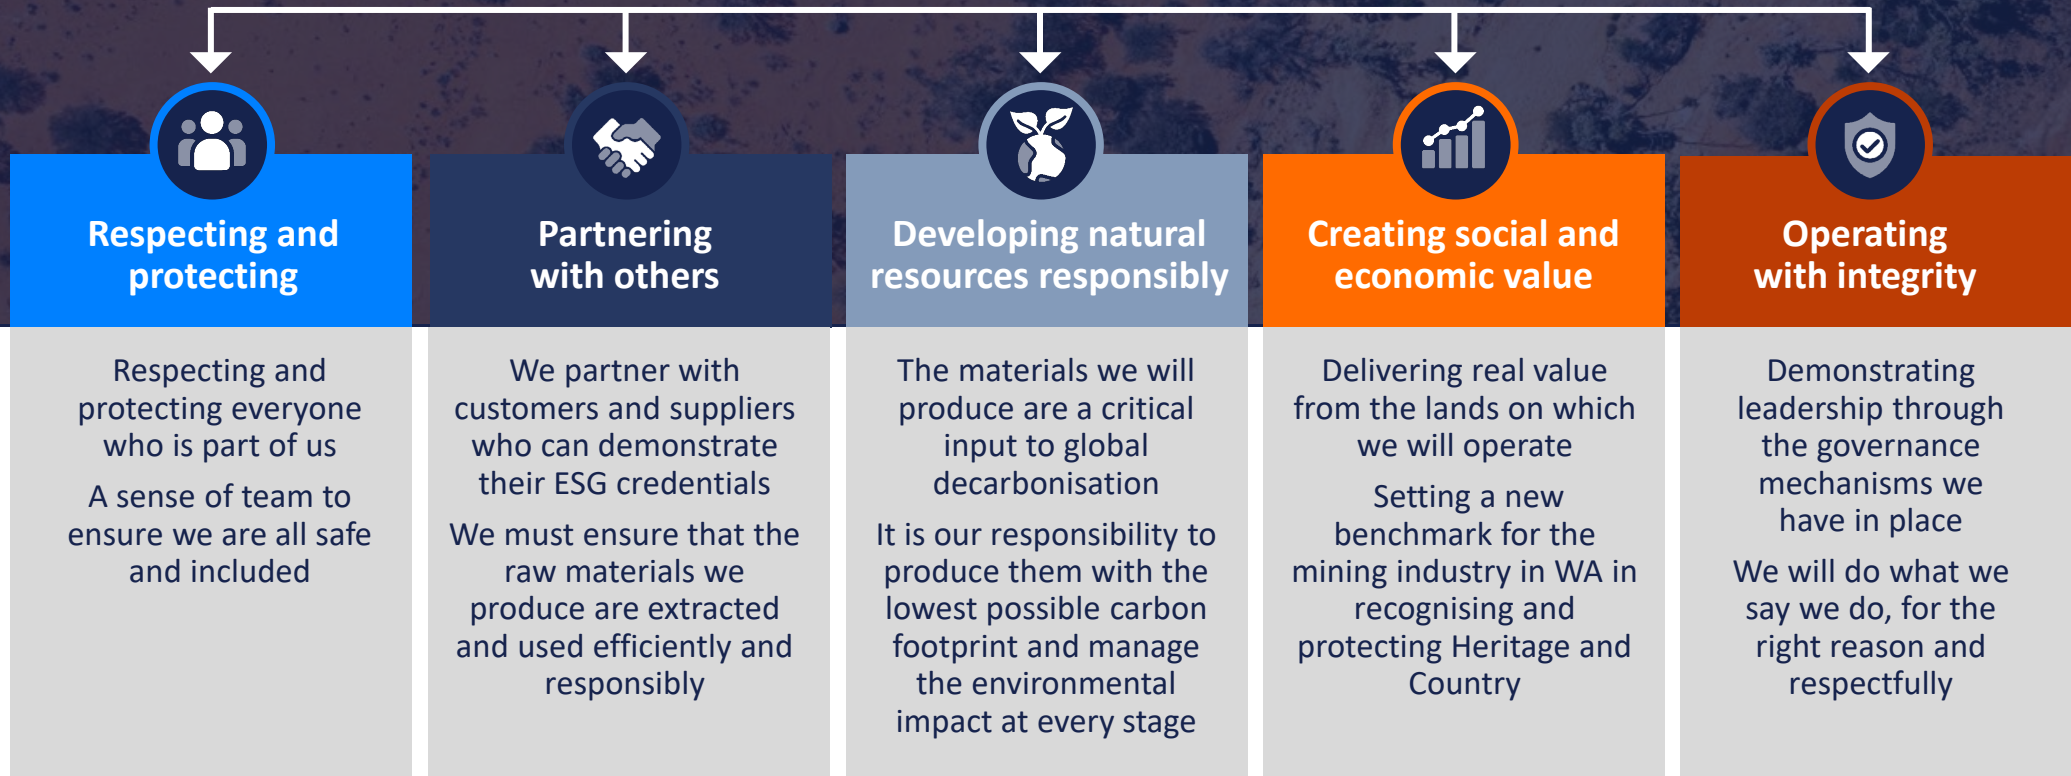 Respecting and
protecting
Respecting and
protecting everyone
who is part of us
A sense of team to
ensure we are all safe
and included
Partnering
with others
We partner with
customers and suppliers
who can demonstrate
their ESG credentials
We must ensure that the
raw materials we
produce are extracted
and used efficiently and
responsibly
Developing natural
resources responsibly
The materials we will
produce are a critical
input to global
decarbonisation
It is our responsibility to
produce them with the
lowest possible carbon
footprint and manage
the environmental
impact at every stage
Creating social and
economic value
Delivering real value
from the lands on which
we will operate
Setting a new
benchmark for the
mining industry in WA in
recognising and
protecting Heritage and
Country
Operating
with integrity
Demonstrating
leadership through
the governance
mechanisms we
have in place
We will do what we
say we do, for the
right reason and
respectfully